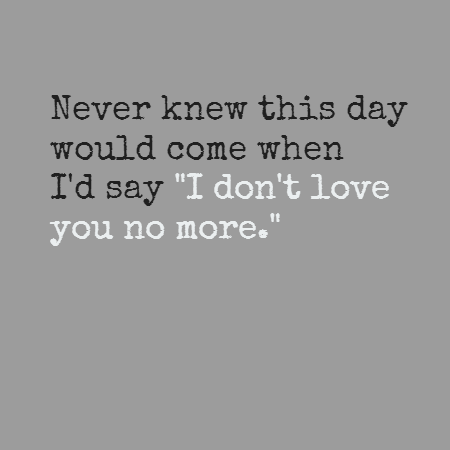 Never knew this day
would come when
I'd say "I don't love
you no more."